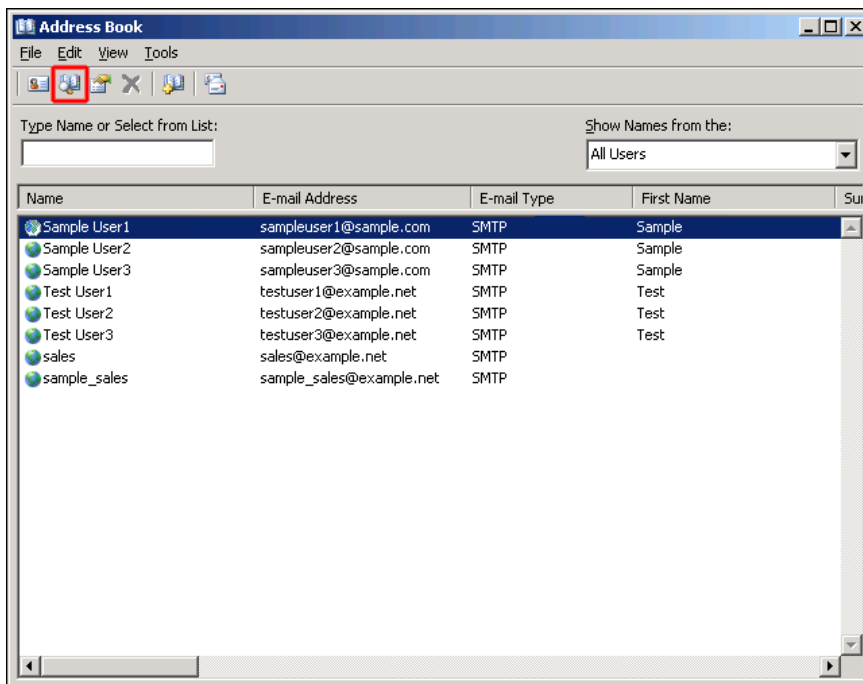 Address Book
File Edit View Tools
Type Name or Select from List:
Show Names from the:
All Users
Name E-mail Address E-mail Type First Name Su
Sample User1 sampleuser1@sample.com SMTP Sample
Sample User2 sampleuser2@sample.com SMTP Sample
Sample User3 sampleuser3@sample.com SMTP Sample
Test User1 testuser1@example.net SMTP Test
Test User2 testuser2@example.net SMTP Test
Test User3 testuser3@example.net SMTP Test
sales sales@example.net SMTP
sample_sales sample_sales@example.net SMTP